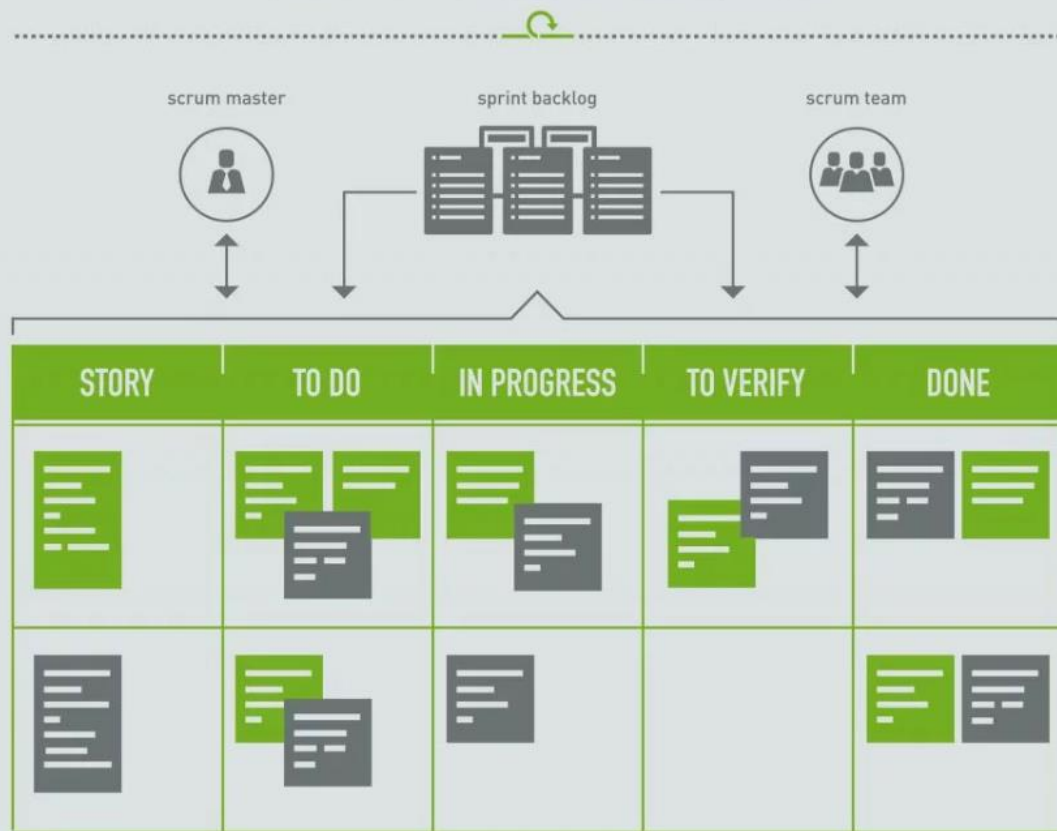 scrum master
sprint backlog
scrum team
STORY
TO DO
IN PROGRESS
TO VERIFY
DONE